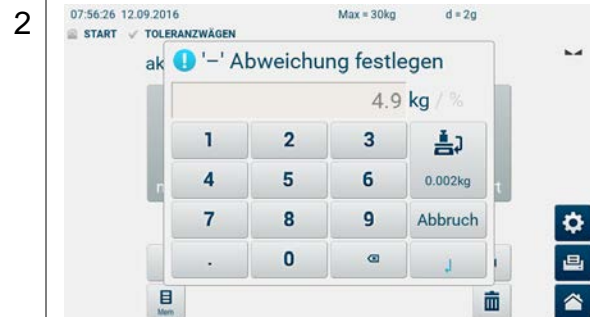 2
07:56:26 12.09.2016 Max = 30kg d = 2g
START ✓ TOLERANZWÄGEN
ak
'–' Abweichung festlegen
4.9 kg / %
1 2 3
4 5 6 0.002kg
7 8 9 Abbruch
. 0
Mem